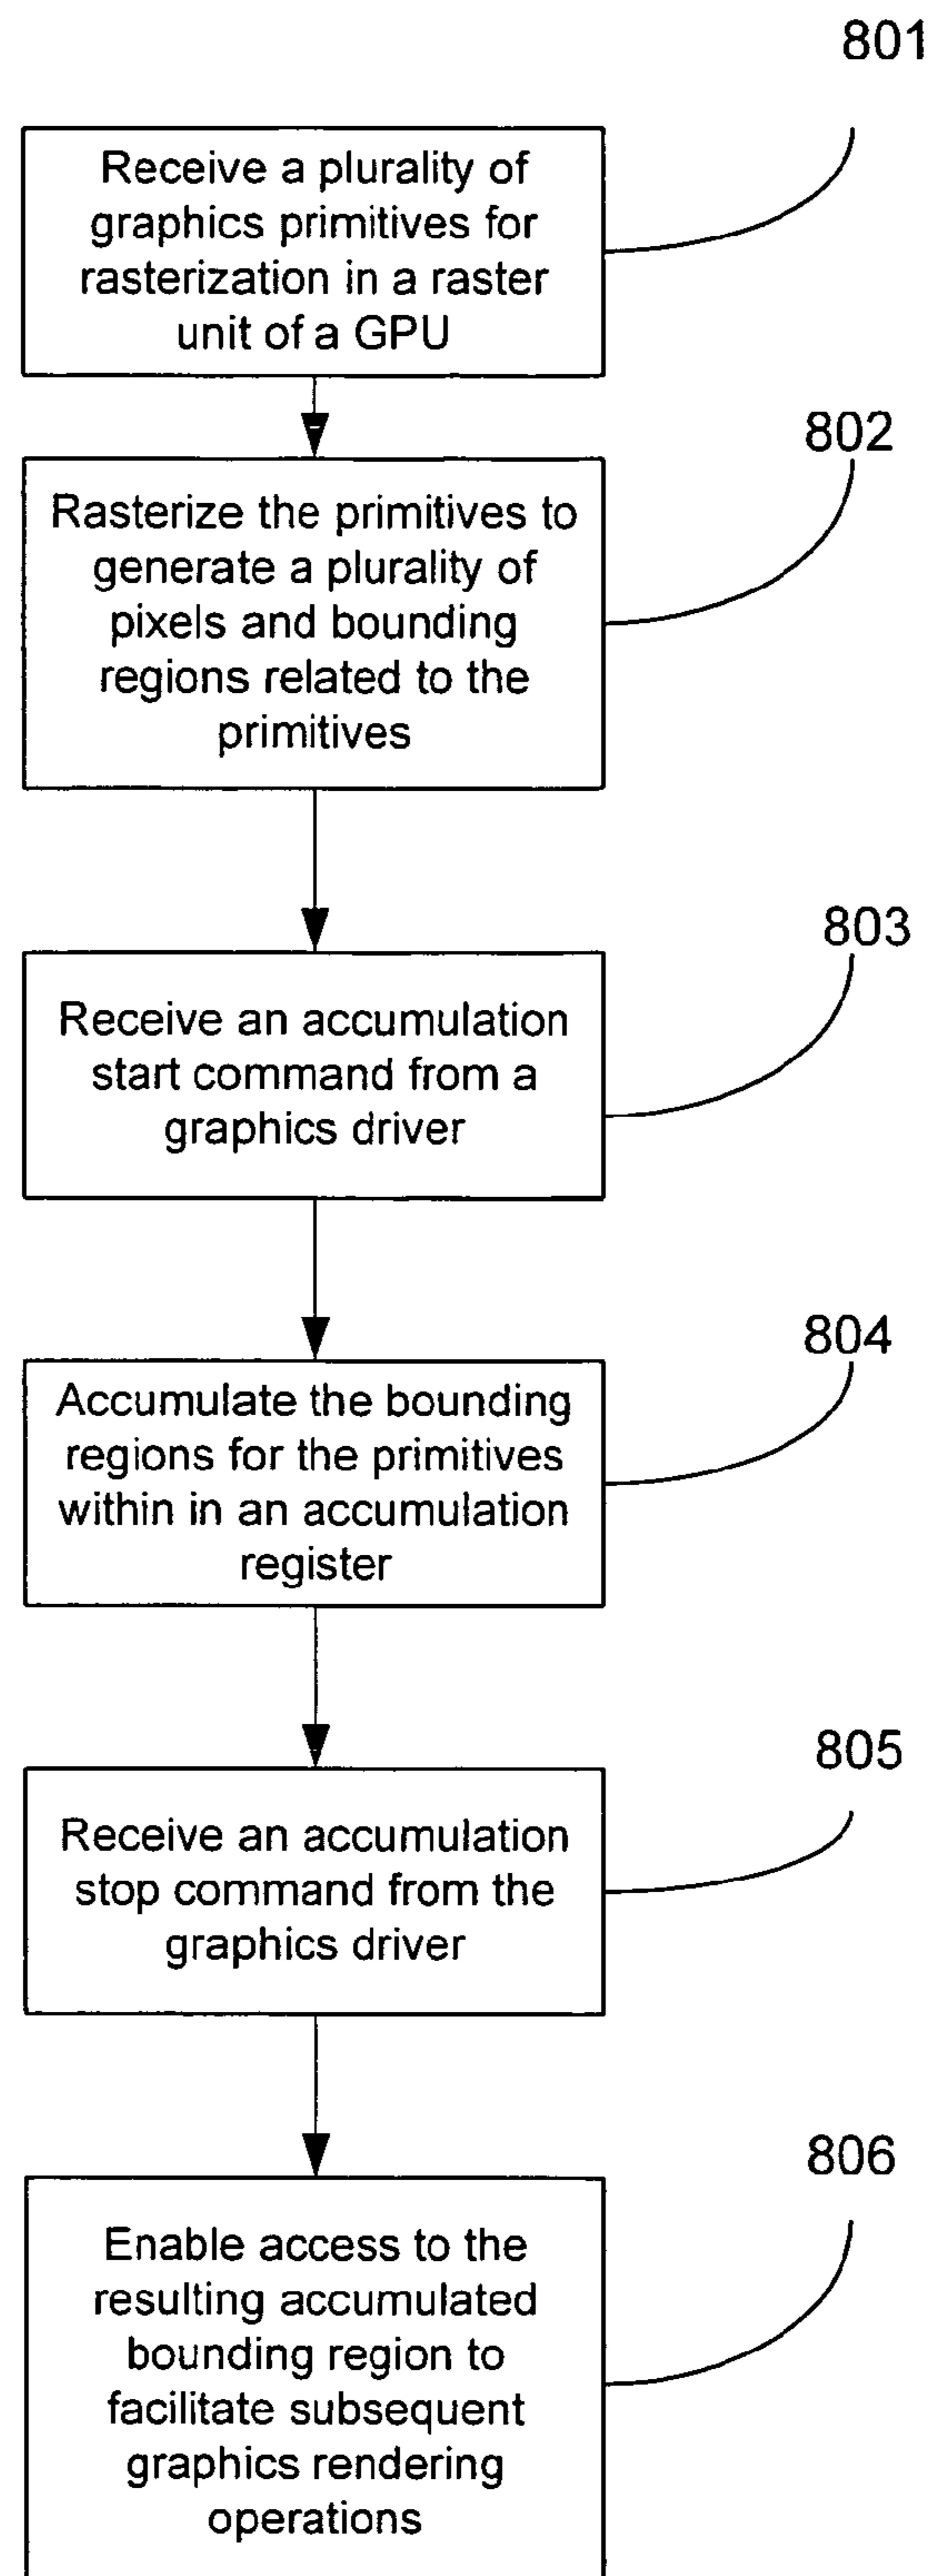 801
Receive a plurality of
graphics primitives for
rasterization in a raster
unit of a GPU
802
Rasterize the primitives to
generate a plurality of
pixels and bounding
regions related to the
primitives
803
Receive an accumulation
start command from a
graphics driver
804
Accumulate the bounding
regions for the primitives
within in an accumulation
register
805
Receive an accumulation
stop command from the
graphics driver
806
Enable access to the
resulting accumulated
bounding region to
facilitate subsequent
graphics rendering
operations